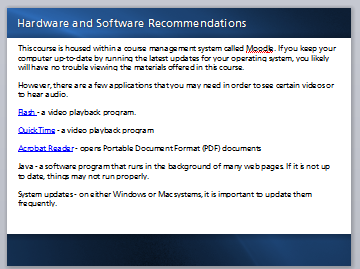 Hardware and Software Recommendations
This course is housed within a course management system called Moodle. If you keep your
computer up-to-date by running the latest updates for your operating system, you likely
will have no trouble viewing the materials offered in this course.
However, there are a few applications that you may need in order to see certain videos or
to hear audio.
Flash - a video playback program.
QuickTime - a video playback program
Acrobat Reader - opens Portable Document Format (PDF) documents
Java - a software program that runs in the background of many web pages. If it is not up
to date, things may not run properly.
System updates - on either Windows or Mac systems, it is important to update them
frequently.